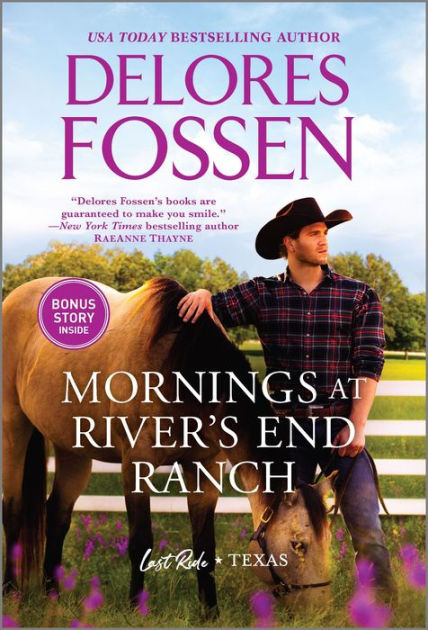 USA TODAY BESTSELLING AUTHOR
DELORES
FOSSEN
“Delores Fossen’s books are
guaranteed to make you smile.”
—New York Times bestselling author
RAEANNE THAYNE
BONUS
STORY
INSIDE
MORNINGS AT
RIVER’S END
RANCH
Last Ride ★ TEXAS